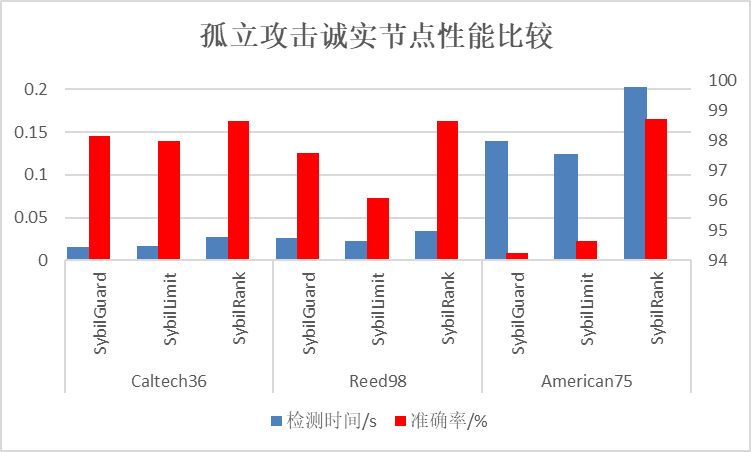 孤立攻击诚实节点性能比较
0.2
0.15
0.1
0.05
0
100
99
98
97
96
95
94
SybilGuard
SybilLimit
SybilRank
SybilGuard
SybilLimit
SybilRank
SybilGuard
SybilLimit
SybilRank
Caltech36
Reed98
American75
检测时间/s
准确率/%